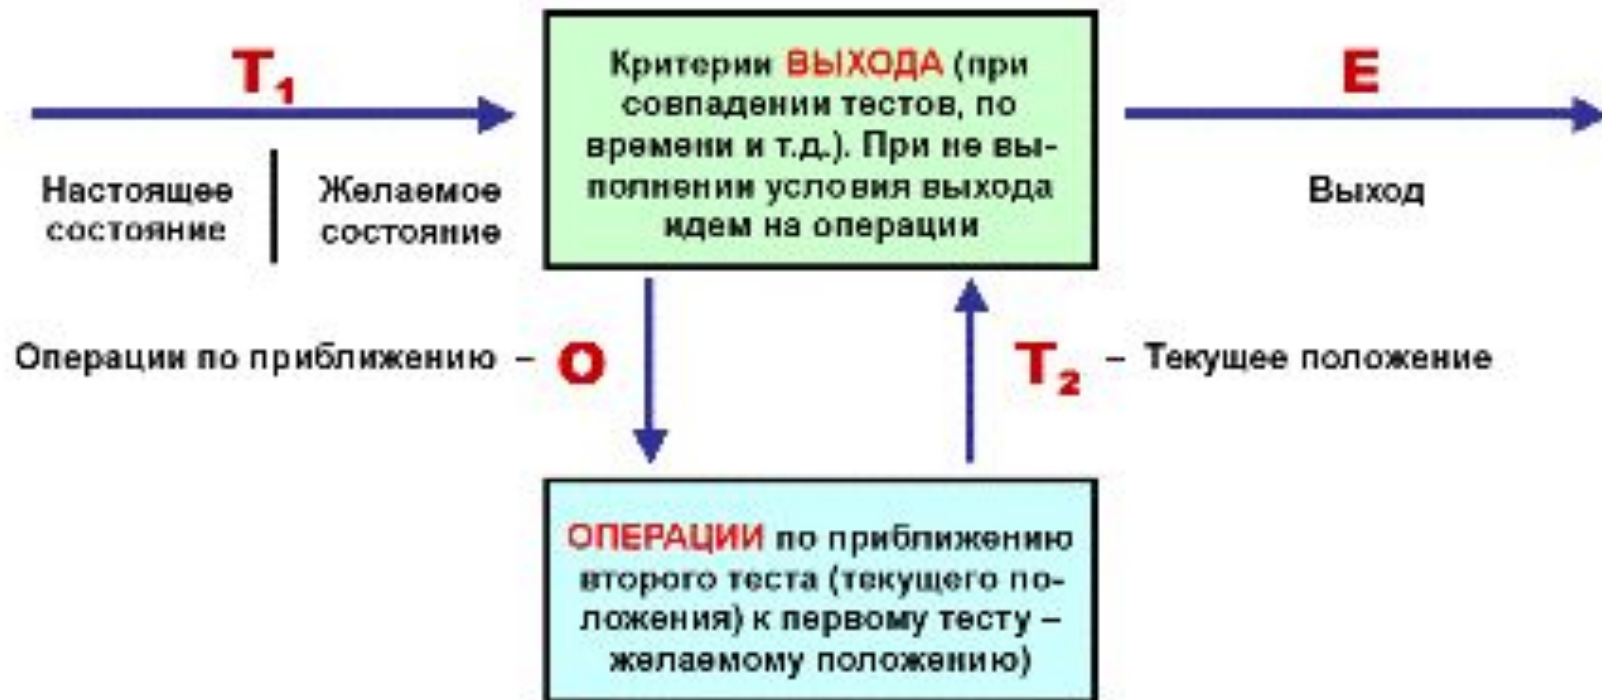 T₁
Настоящее
состояние
Желаемое
состояние
Критерии ВЫХОДА (при
совпадении тестов, по
времени и т.д.). При не вы-
полнении условия выхода
идем на операции
E
Выход
Операции по приближению – О
T₂ – Текущее положение
ОПЕРАЦИИ по приближению
второго теста (текущего по-
ложения) к первому тесту –
желаемому положению)